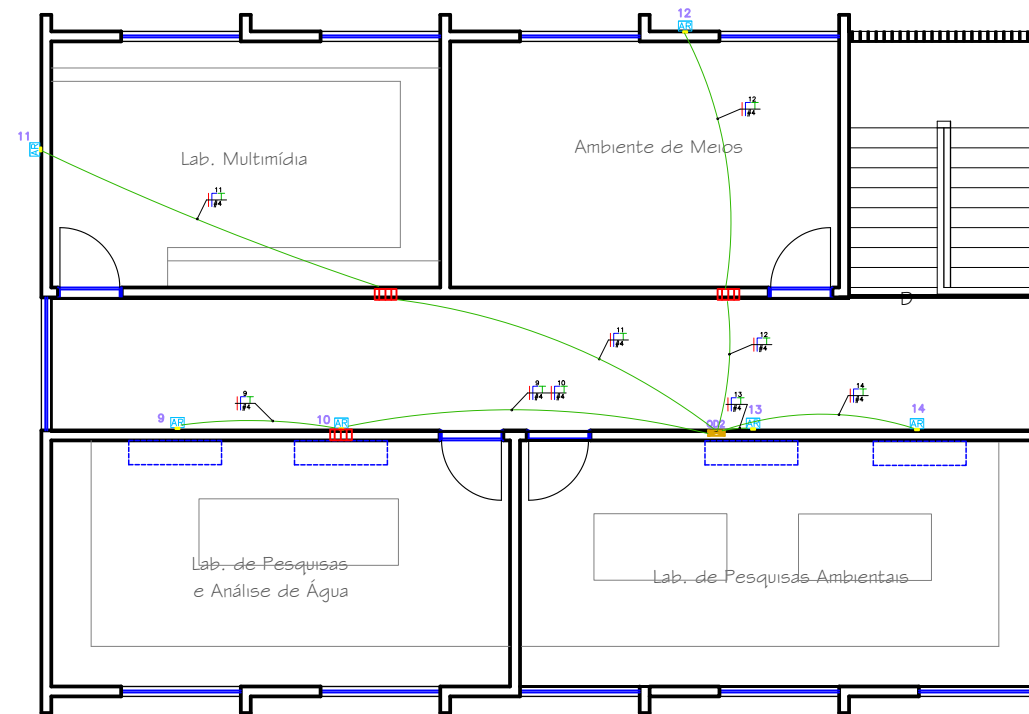 12
AR
11
AR
12
#4
Lab. Multimídia
Ambiente de Meios
11
#4
D
11
#4
12
#4
9
#4
9
#4
10
#4
13
#4
14
#4
9
AR
10
AR
QD2
13
AR
14
AR
Lab. de Pesquisas
e Análise de Água
Lab. de Pesquisas Ambientais